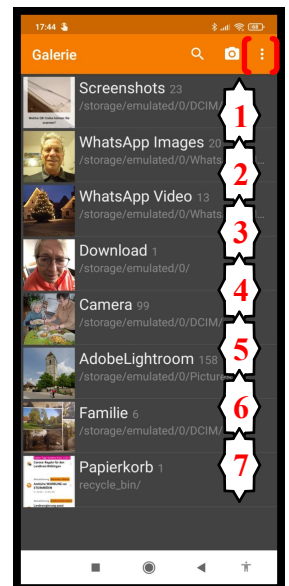 17:44
68
Galerie
Screenshots 23
/storage/emulated/0/DCIM/
1
WhatsApp Images 20
/storage/emulated/0/Whats
2
WhatsApp Video 13
/storage/emulated/0/Whats
...
3
Download 1
/storage/emulated/0/
4
Camera 99
/storage/emulated/0/DCIM/
5
AdobeLightroom 158
/storage/emulated/0/Picture
6
Familie 6
/storage/emulated/0/DCIM/
7
Papierkorb 1
recycle_bin/